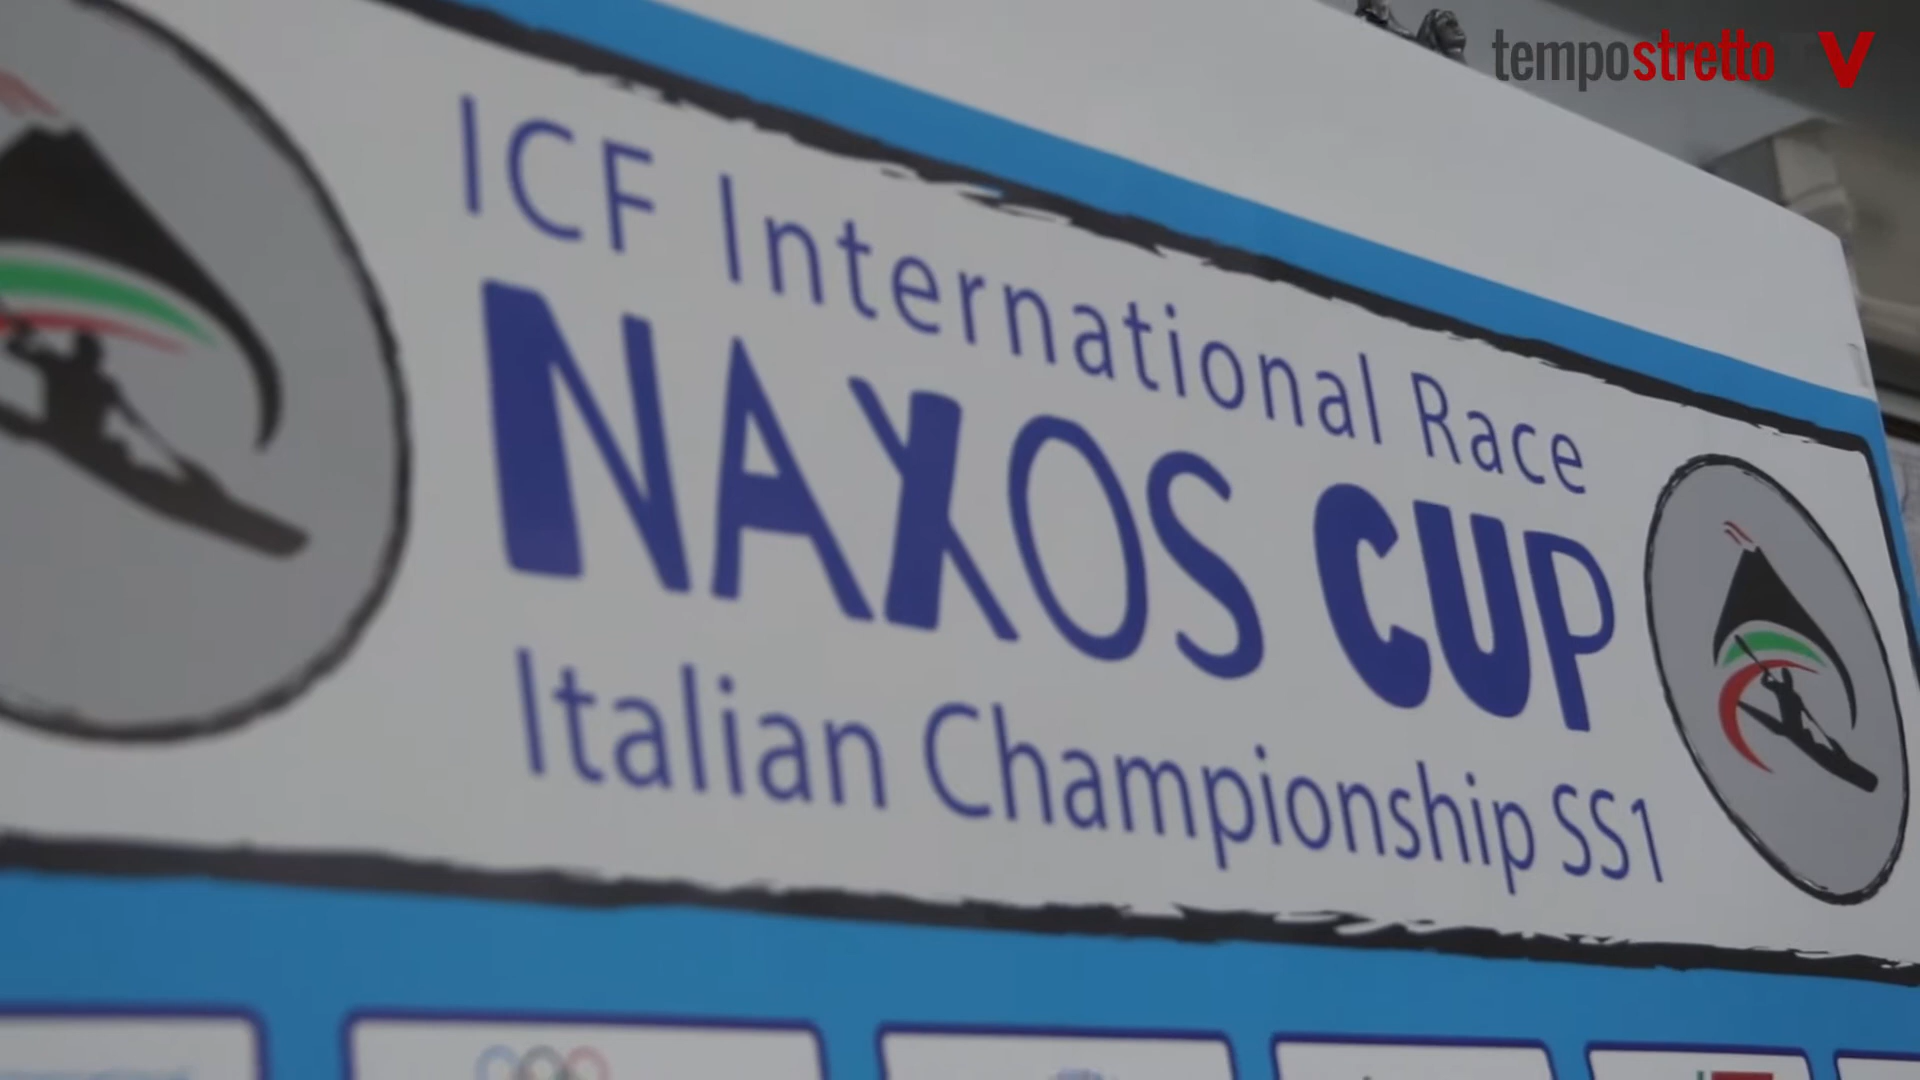 tempostretto V
ICF International Race
NAXOS CUP
Italian Championship SS1